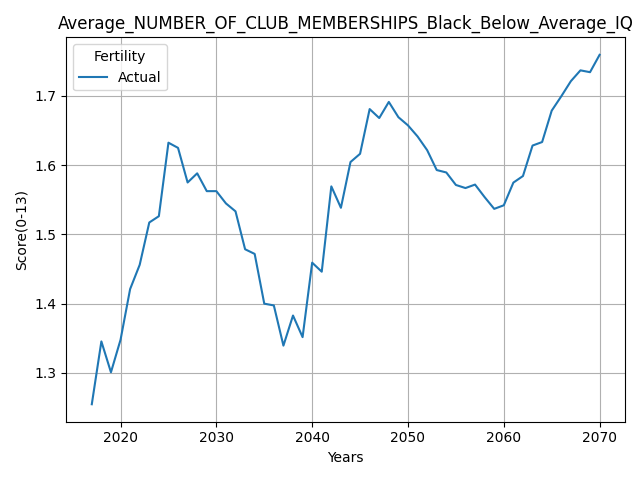 Average_NUMBER_OF_CLUB_MEMBERSHIPS_Black_Below_Average_IQ
Fertility
Actual
Score(0-13)
1.7
1.6
1.5
1.4
1.3
2020 2030 2040 2050 2060 2070
Years